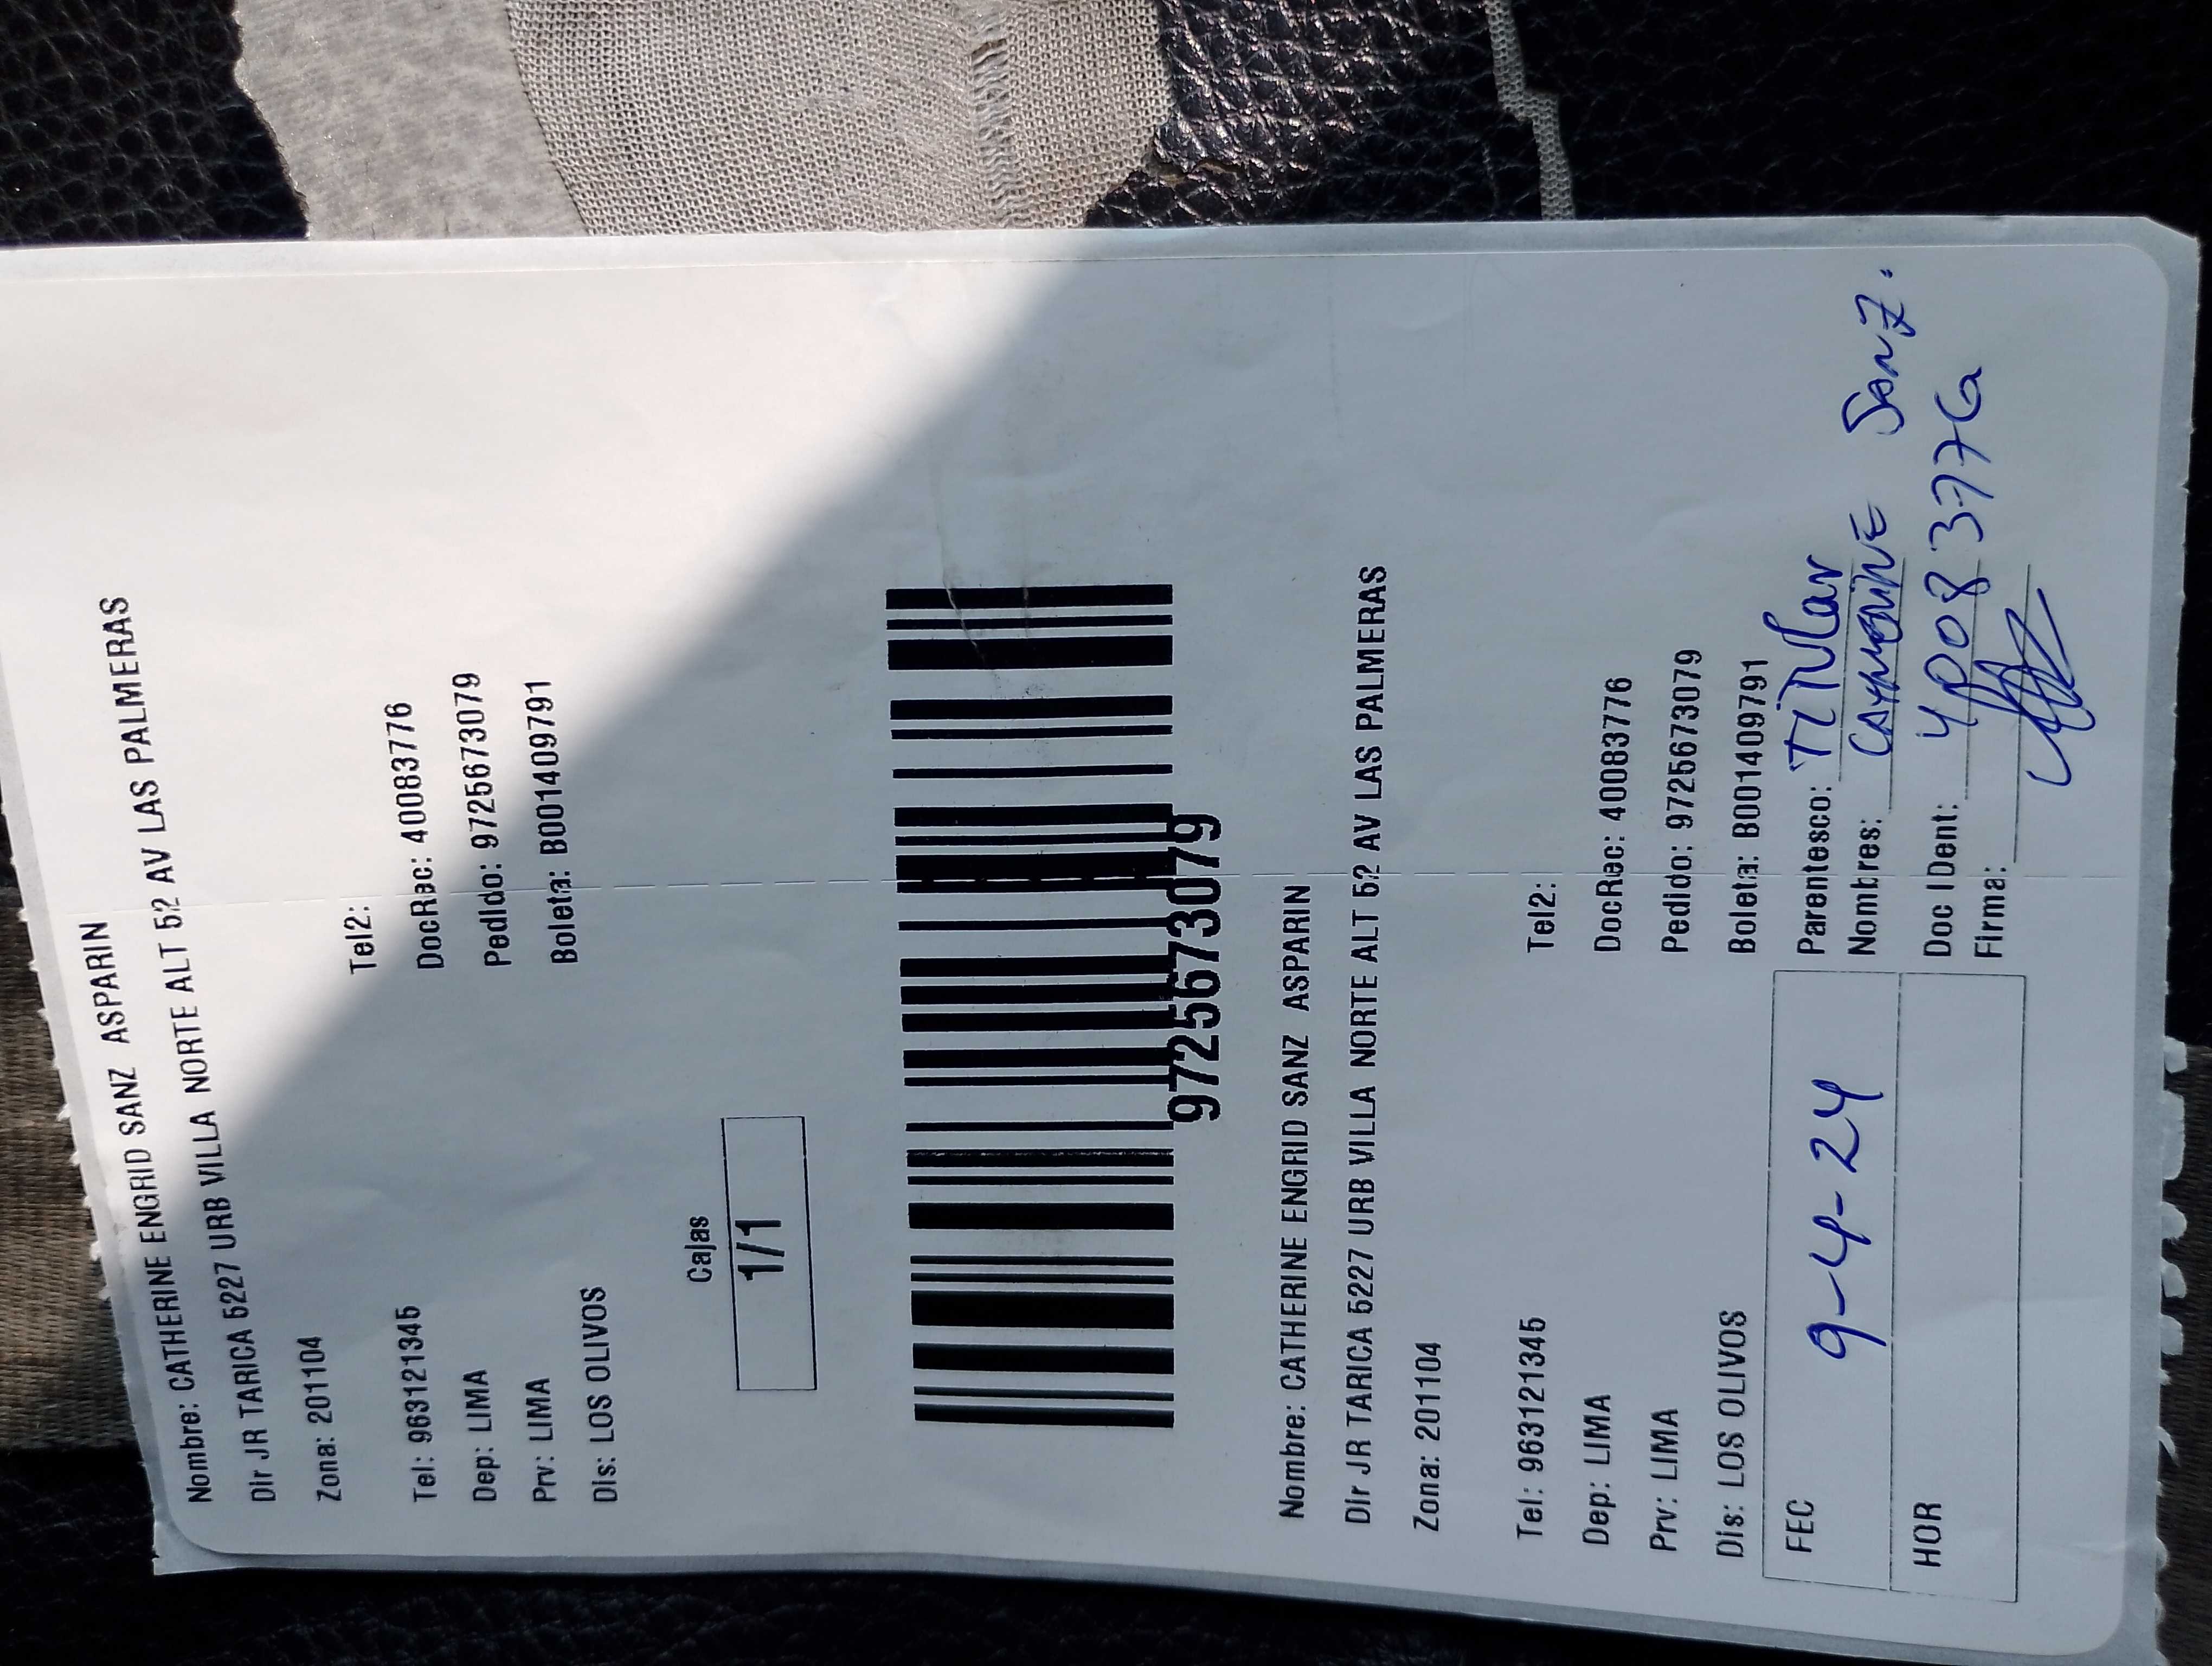 Nombre: CATHERINE ENGRID SANZ ASPARIN
Dir JR TARICA 5227 URB VILLA NORTE ALT 52 AV LAS PALMERAS
Zona: 201104
Tel: 963121345 Tel2:
Dep: LIMA DocRec: 40083776
Prv: LIMA Pedido: 972567307​9
Dis: LOS OLIVOS Boleta: B001409791
Cajas
1/1
9725673079
Nombre: CATHERINE ENGRID SANZ ASPARIN
Dir JR TARICA 5227 URB VILLA NORTE ALT 52 AV LAS PALMERAS
Zona: 201104
Tel: 963121345 Tel2:
Dep: LIMA DocRec: 40083776
Prv: LIMA Pedido: 9725673079
Dis: LOS OLIVOS Boleta: B001409791
FEC 9-4-24 Parentesco: TITULAR
Nombres: CATHERINE SANZ.
HOR Doc IDent: 40083776
Firma: